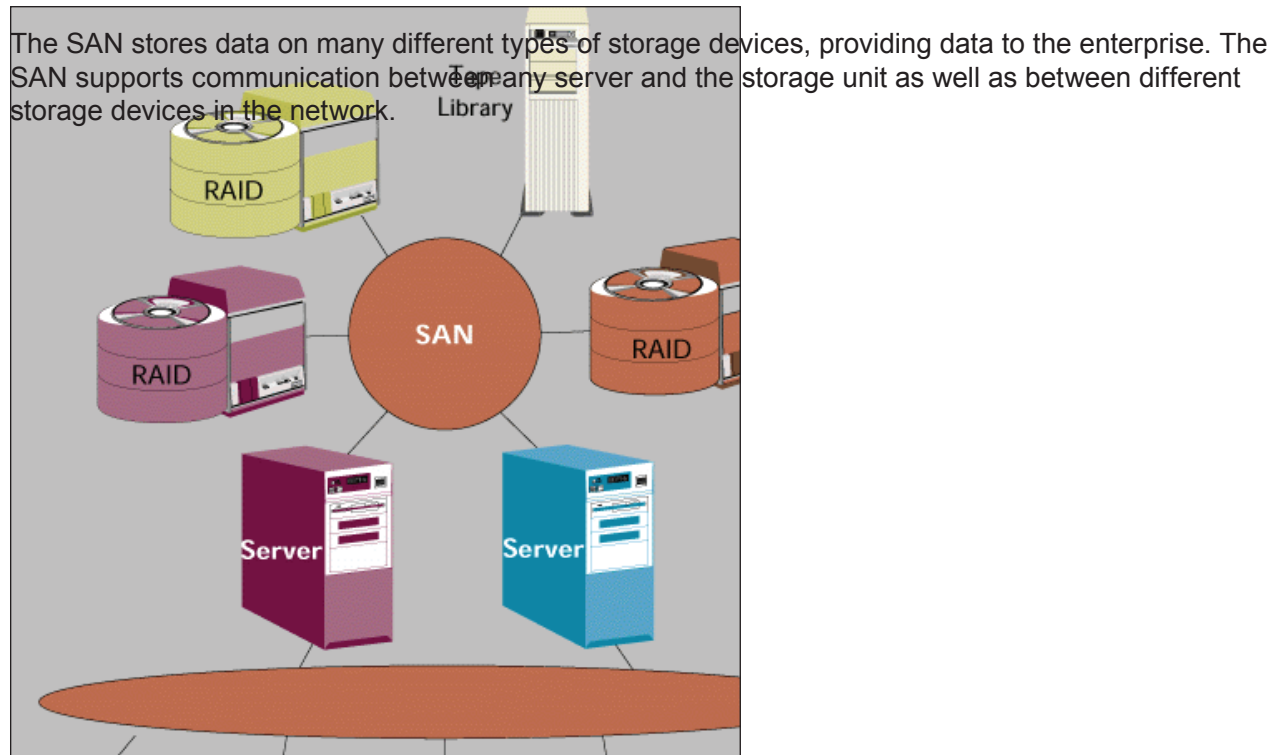 The SAN stores data on many different types of storage devices, providing data to the enterprise. The
SAN supports communication between any server and the storage unit as well as between different
storage devices in the network.
Tape
Library
RAID
SAN
RAID
RAID
Server
Server